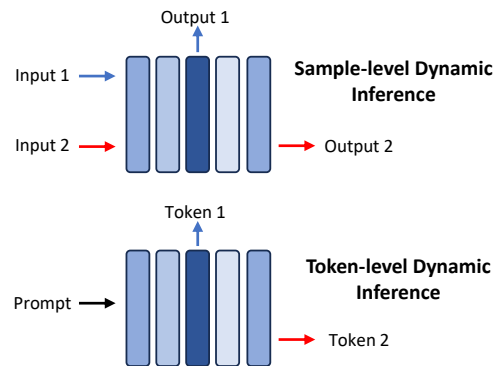 Output 1
Input 1
Sample-level Dynamic
Inference
Input 2
Output 2
Token 1
Token-level Dynamic
Inference
Prompt
Token 2